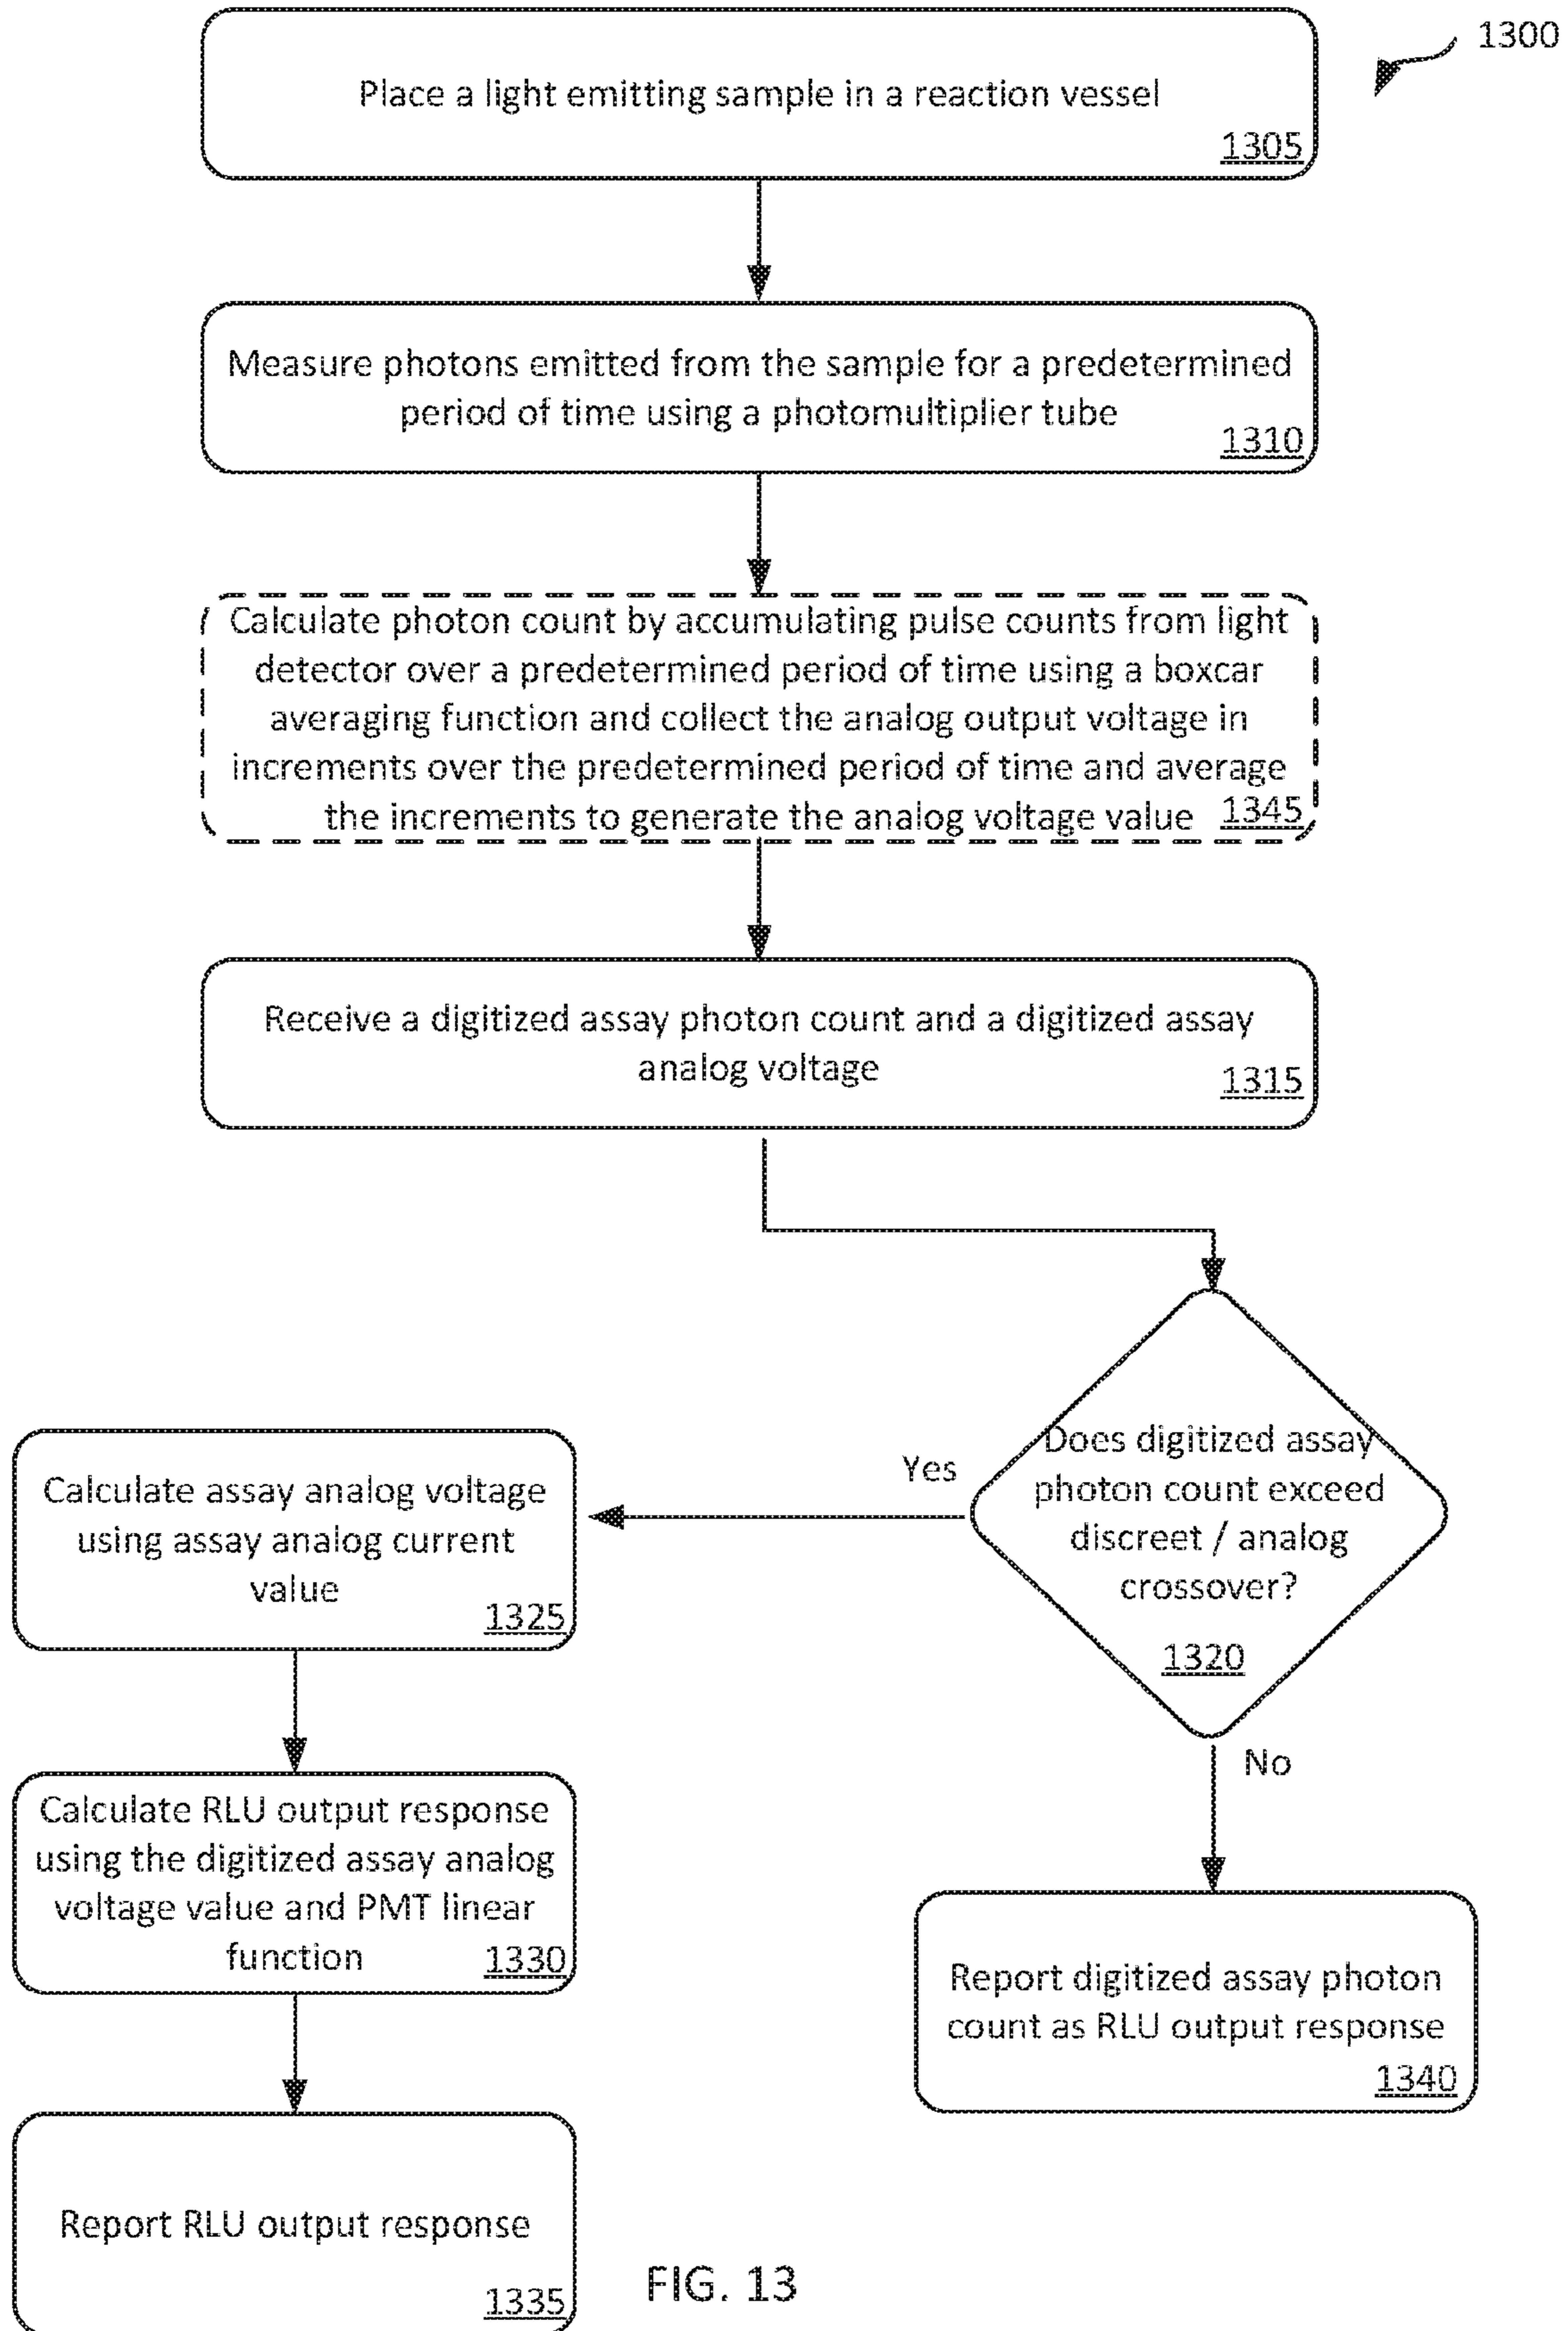 1300
Place a light emitting sample in a reaction vessel
1305
Measure photons emitted from the sample for a predetermined
period of time using a photomultiplier tube
1310
Calculate photon count by accumulating pulse counts from light
detector over a predetermined period of time using a boxcar
averaging function and collect the analog output voltage in
increments over the predetermined period of time and average
the increments to generate the analog voltage value 1345
Receive a digitized assay photon count and a digitized assay
analog voltage
1315
Does digitized assay
photon count exceed
discreet / analog
crossover?
1320
Yes
No
Calculate assay analog voltage
using assay analog current
value
1325
Calculate RLU output response
using the digitized assay analog
voltage value and PMT linear
function 1330
Report RLU output response
1335
Report digitized assay photon
count as RLU output response
1340
FIG. 13